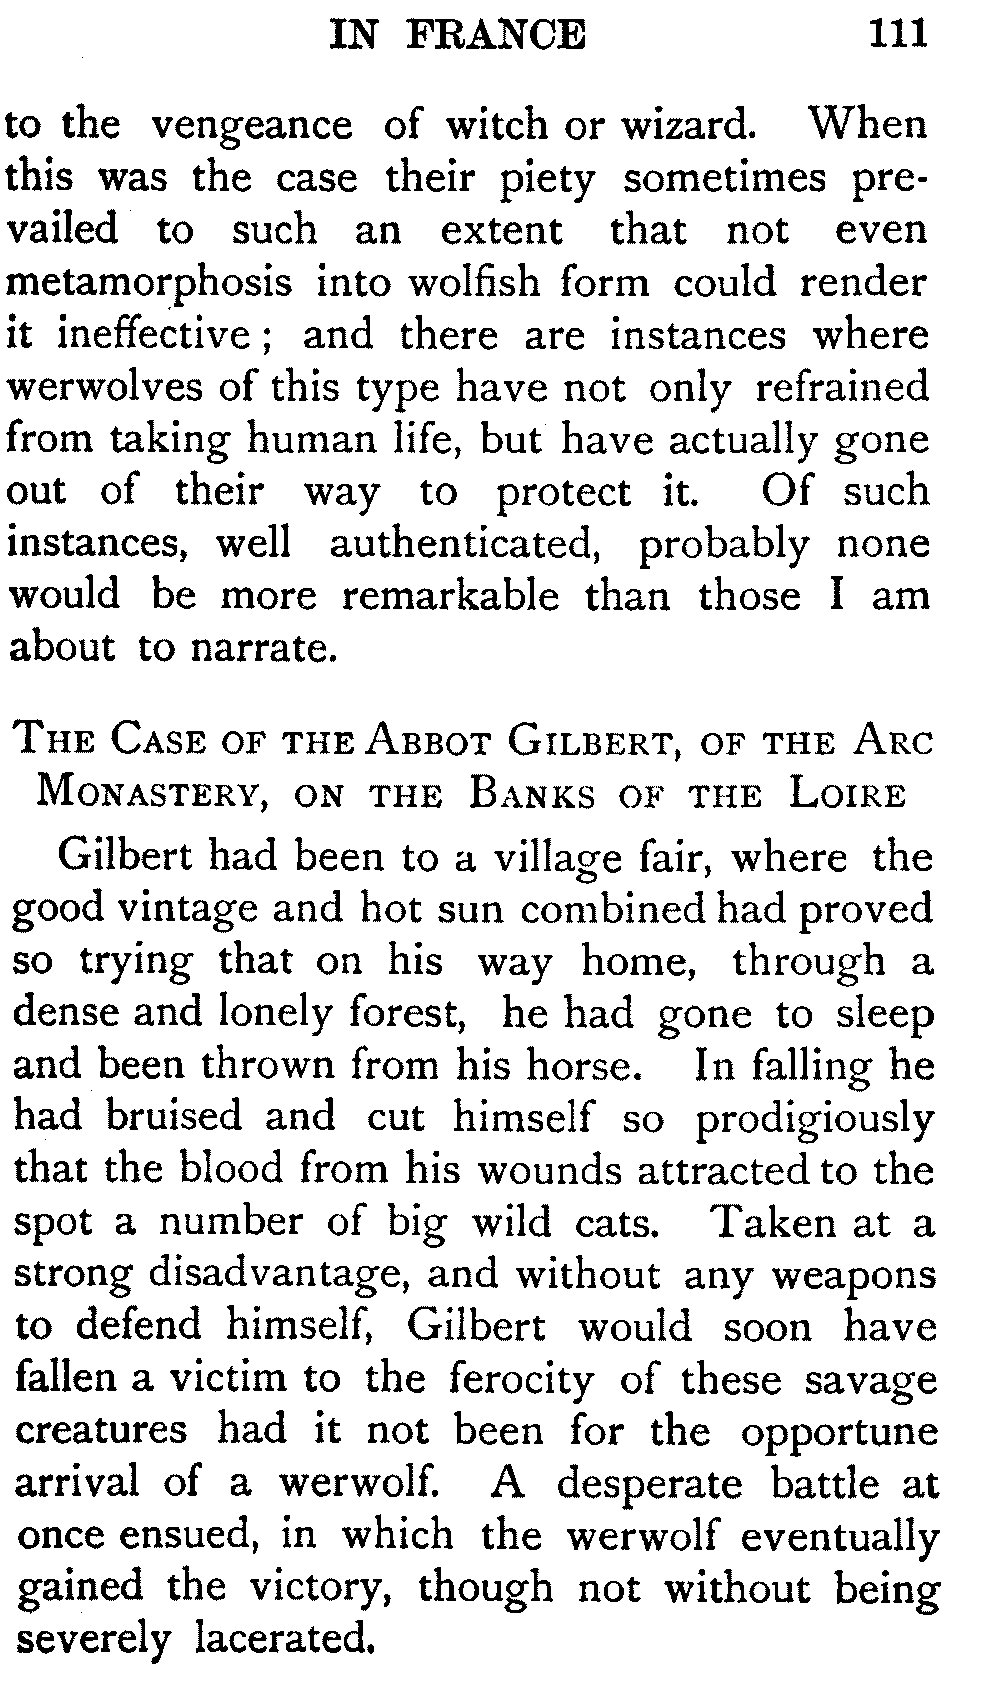 IN FRANCE 111
to the vengeance of witch or wizard. When
this was the case their piety sometimes pre-
vailed to such an extent that not even
metamorphosis into wolfish form could render
it ineffective ; and there are instances where
werwolves of this type have not only refrained
from taking human life, but have actually gone
out of their way to protect it. Of such
instances, well authenticated, probably none
would be more remarkable than those I am
about to narrate.
THE CASE OF THE ABBOT GILBERT, OF THE ARC
MONASTERY, ON THE BANKS OF THE LOIRE
Gilbert had been to a village fair, where the
good vintage and hot sun combined had proved
so trying that on his way home, through a
dense and lonely forest, he had gone to sleep
and been thrown from his horse. In falling he
had bruised and cut himself so prodigiously
that the blood from his wounds attracted to the
spot a number of big wild cats. Taken at a
strong disadvantage, and without any weapons
to defend himself, Gilbert would soon have
fallen a victim to the ferocity of these savage
creatures had it not been for the opportune
arrival of a werwolf. A desperate battle at
once ensued, in which the werwolf eventually
gained the victory, though not without being
severely lacerated.